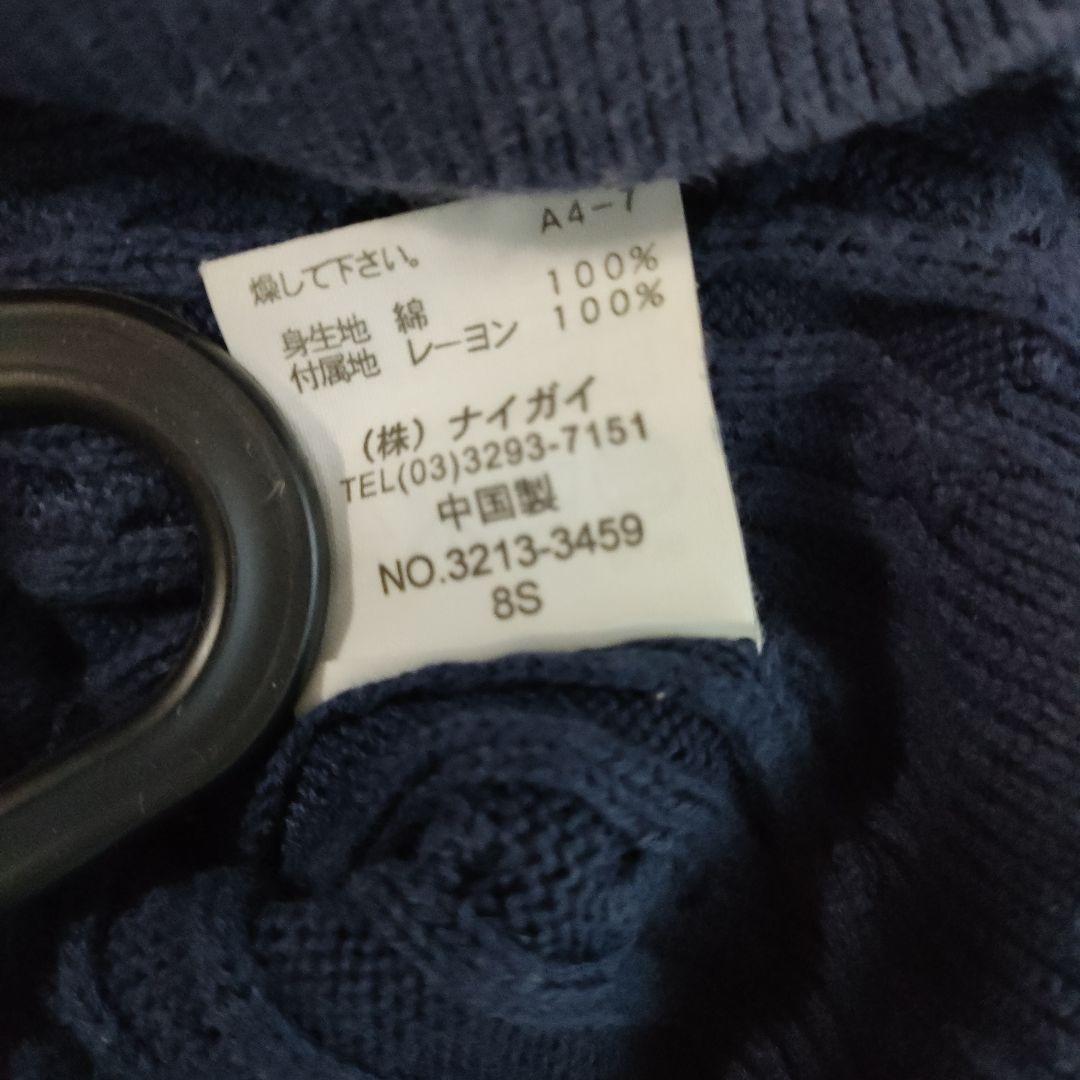 A4-7
燥して下さい。
身生地 綿 100%
付属地 レーヨン 100%
(株) ナイガイ
TEL(03)3293-7151
中国製
NO.3213-3459
8S